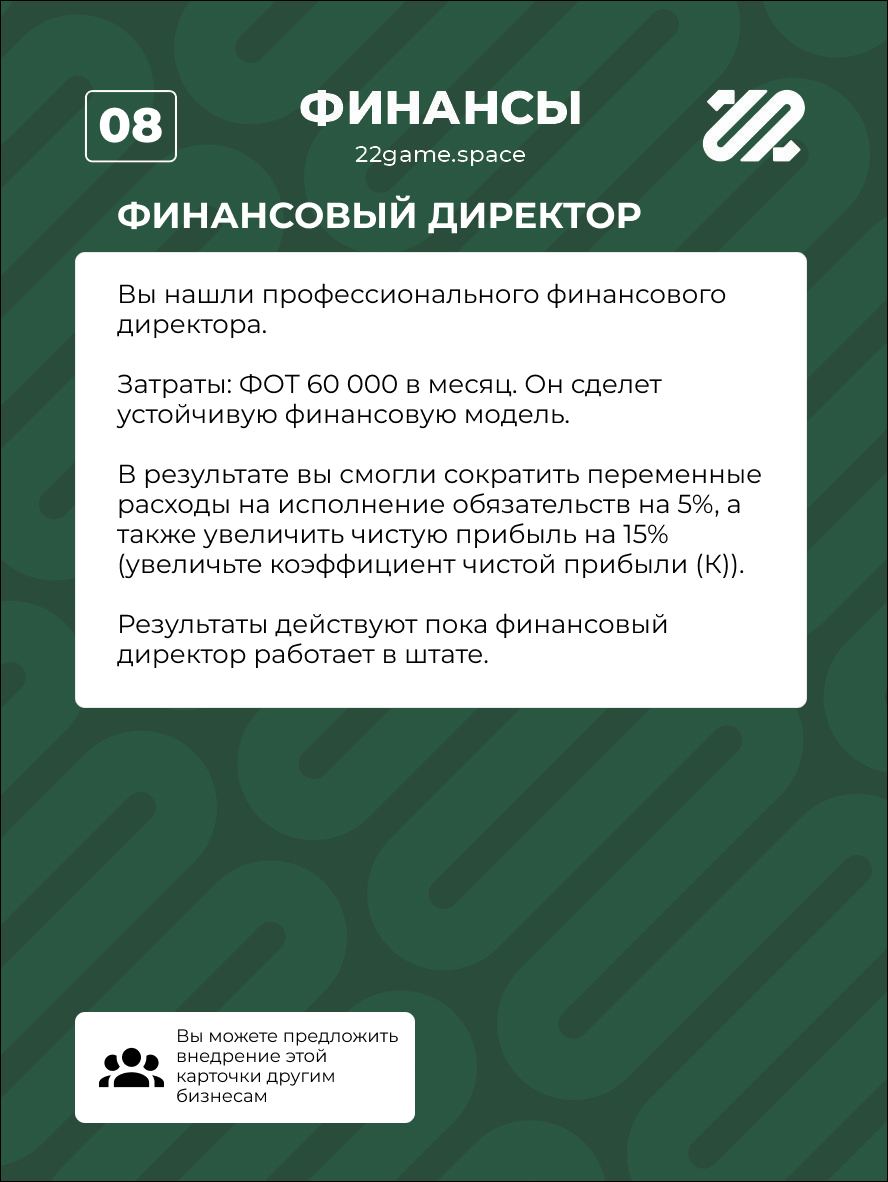 08
ФИНАНСЫ
22game.space
ФИНАНСОВЫЙ ДИРЕКТОР
Вы нашли профессионального финансового
директора.
Затраты: ФОТ 60 000 в месяц. Он сделет
устойчивую финансовую модель.
В результате вы смогли сократить переменные
расходы на исполнение обязательств на 5%, а
также увеличить чистую прибыль на 15%
(увеличьте коэффициент чистой прибыли (К)).
Результаты действуют пока финансовый
директор работает в штате.
Вы можете предложить
внедрение этой
карточки другим
бизнесам